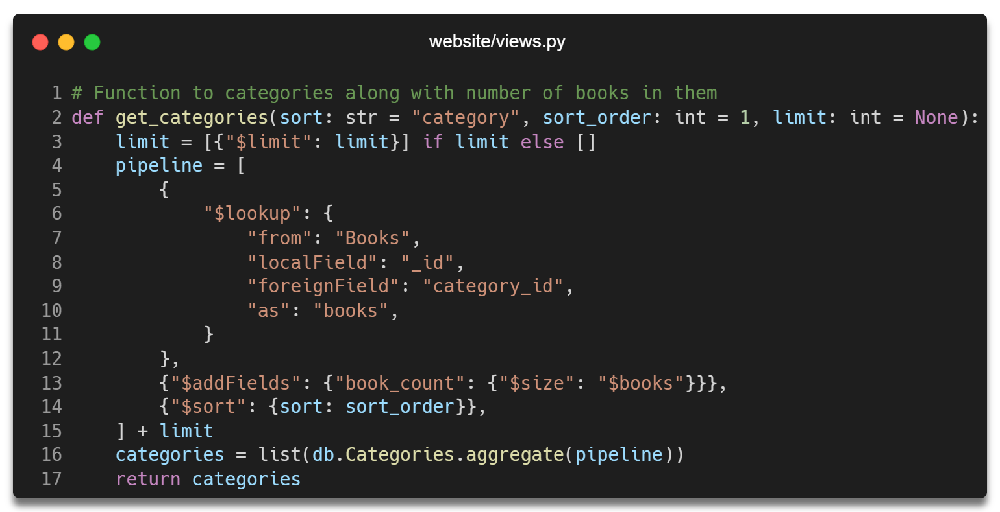 website/views.py
1 # Function to categories along with number of books in them
2 def get_categories(sort: str = "category", sort_order: int = 1, limit: int = None):
3     limit = [{"$limit": limit}] if limit else []
4     pipeline = [
5         {
6             "$lookup": {
7                 "from": "Books",
8                 "localField": "_id",
9                 "foreignField": "category_id",
10                 "as": "books",
11             }
12         },
13         {"$addFields": {"book_count": {"$size": "$books"}}},
14         {"$sort": {sort: sort_order}},
15     ] + limit
16     categories = list(db.Categories.aggregate(pipeline))
17     return categories